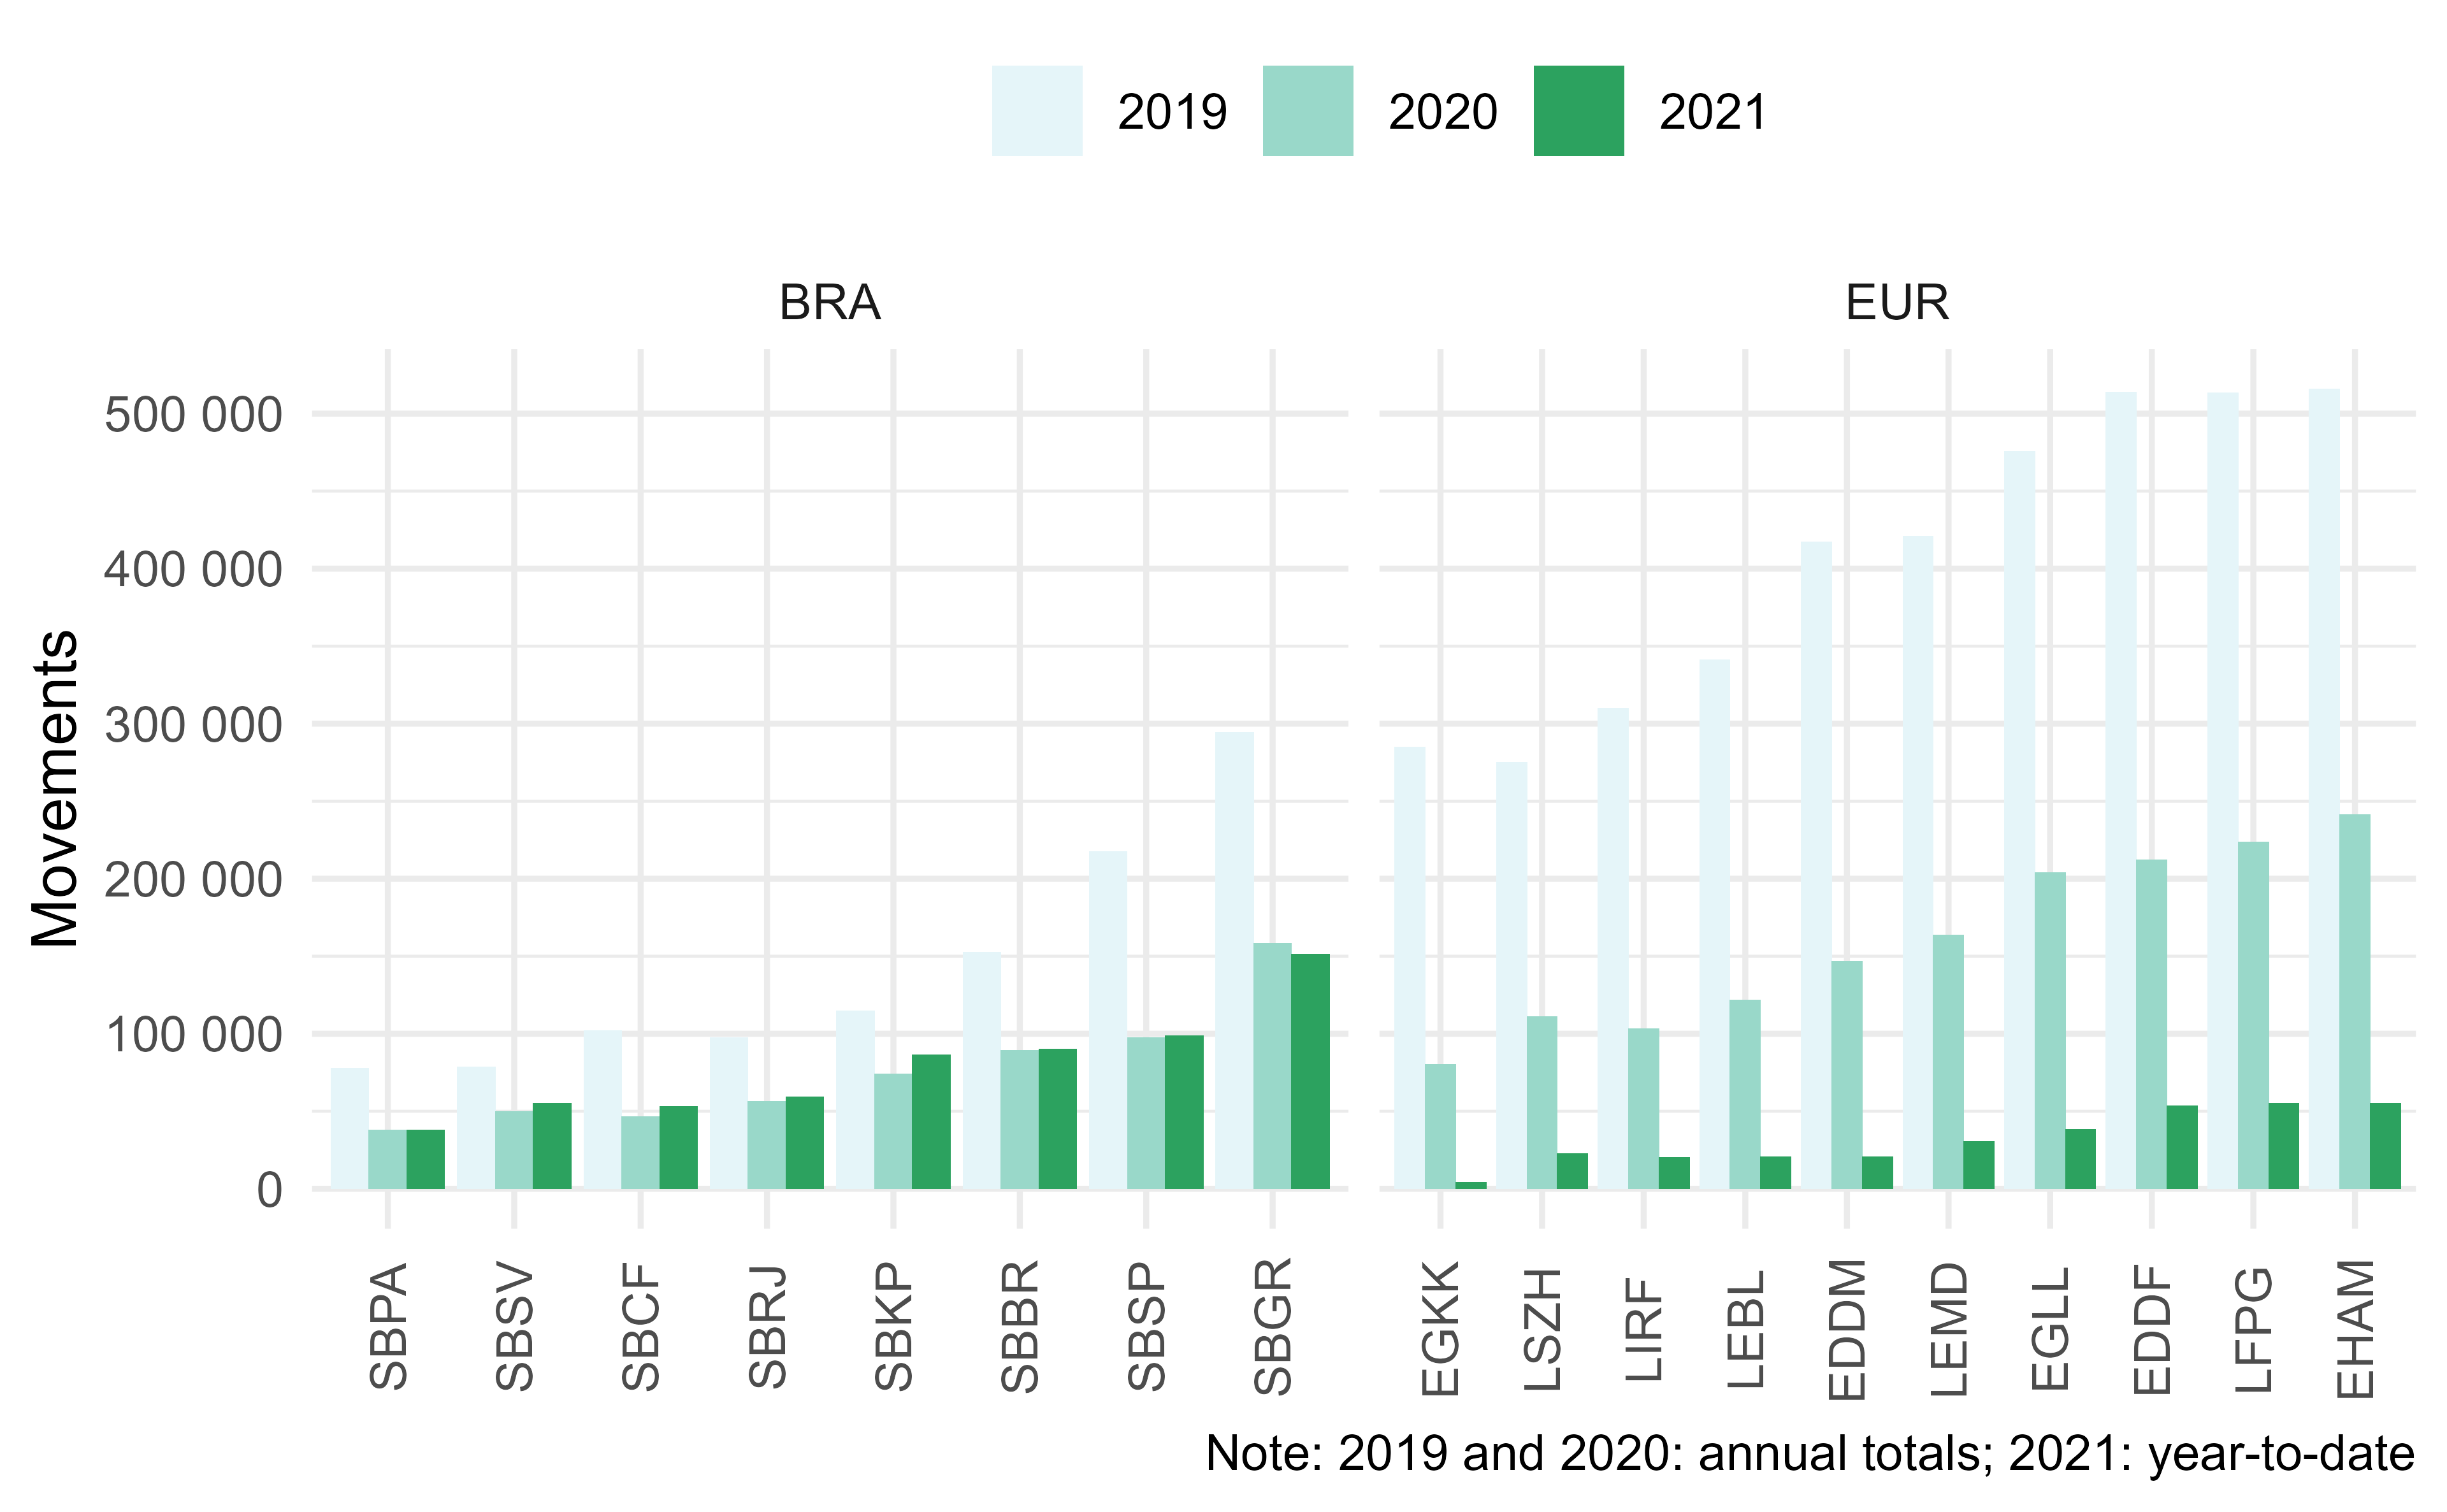 2019 2020 2021
BRA EUR
Movements
500 000
400 000
300 000
200 000
100 000
0
SBPA SBSV SBCF SBRJ SBKP SBBR SBSP SBGR EGKK LSZH LIRF LEBL EDDM LEMD EGLL EDDF LFPG EHAM
Note: 2019 and 2020: annual totals; 2021: year-to-date